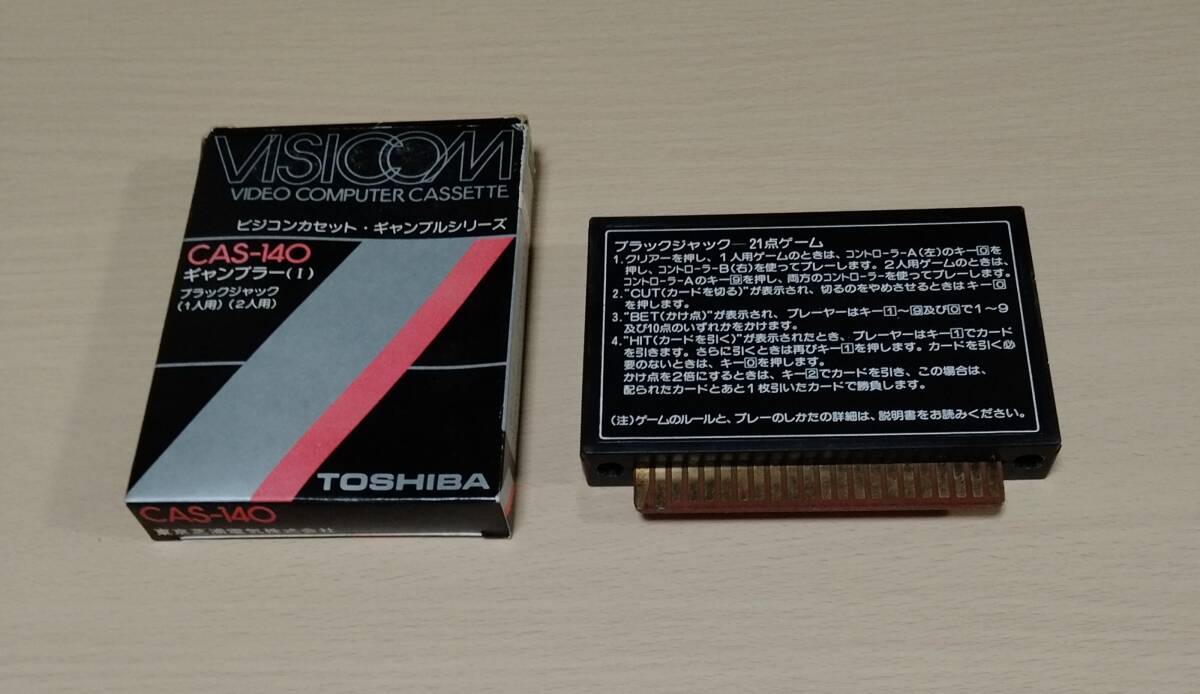 VISICOM
VIDEO COMPUTER CASSETTE
ビジコンカセット・ギャンブルシリーズ
CAS-140
ギャンブラー(I)
ブラックジャック
(1人用)(2人用)
TOSHIBA
CAS-140
東京芝浦電気株式会社
ブラックジャック—21点ゲーム
1. クリアーを押し、1人用ゲームのときは、コントローラーA(左)のキー0を
押し、コントローラーB(右)を使ってプレーします。2人用ゲームのときは、
コントローラーAのキー9を押し、両方のコントローラーを使ってプレーします。
2. "CUT(カードを切る)"が表示され、切るのをやめさせるときはキー0
を押します。
3. "BET(かけ点)"が表示され、プレーヤーはキー1〜9及び0で1〜9
及び10点のいずれかをかけます。
4. "HIT(カードを引く)"が表示されたとき、プレーヤーはキー1でカード
を引きます。さらに引くときは再びキー1を押します。カードを引く必
要のないときは、キー0を押します。
かけ点を2倍にするときは、キー2でカードを引き、この場合は、
配られたカードとあと1枚引いたカードで勝負します。
(注)ゲームのルールと、プレーのしかたの詳細は、説明書をお読みください。